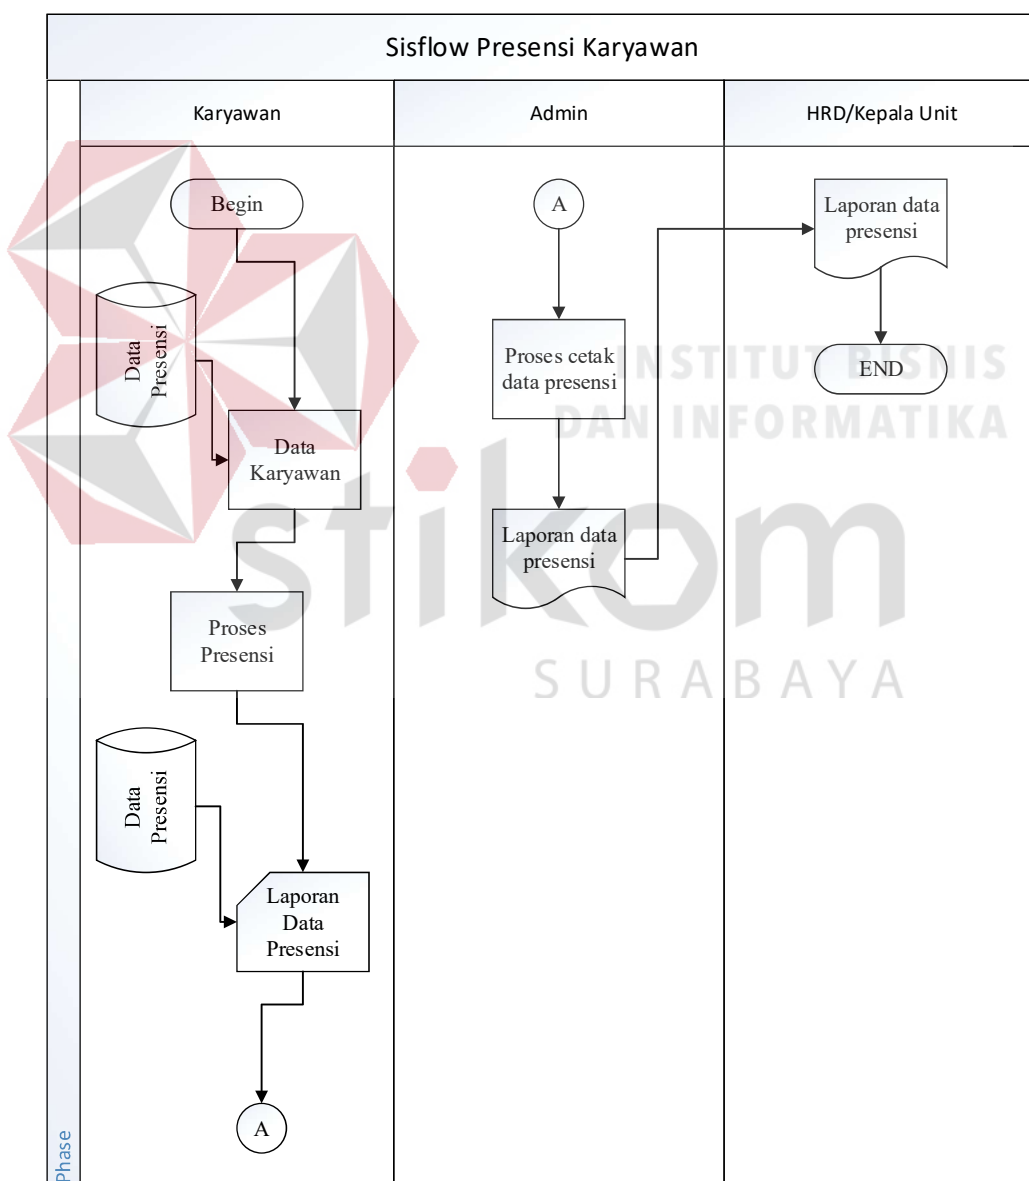 Sisflow Presensi Karyawan
Karyawan
Admin
HRD/Kepala Unit
Begin
Data
Presensi
Data
Karyawan
Proses
Presensi
Data
Presensi
Laporan
Data
Presensi
A
A
Proses cetak
data presensi
Laporan data
presensi
Laporan data
presensi
END
Phase
INSTITUT BISNIS
DAN INFORMATIKA
stikom
SURABAYA